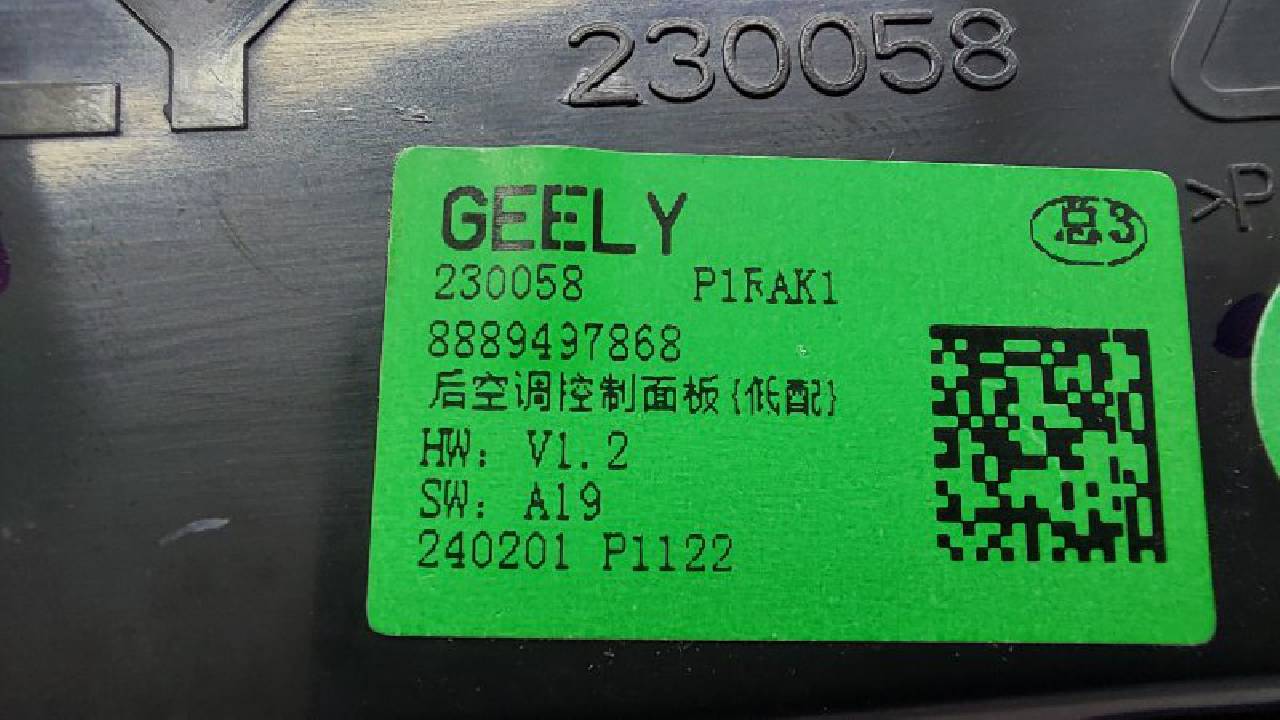 230058
>P
GEELY
总3
230058 P1RAK1
8889497868
后空调控制面板{低配}
HW: V1.2
SW: A19
240201 P1122